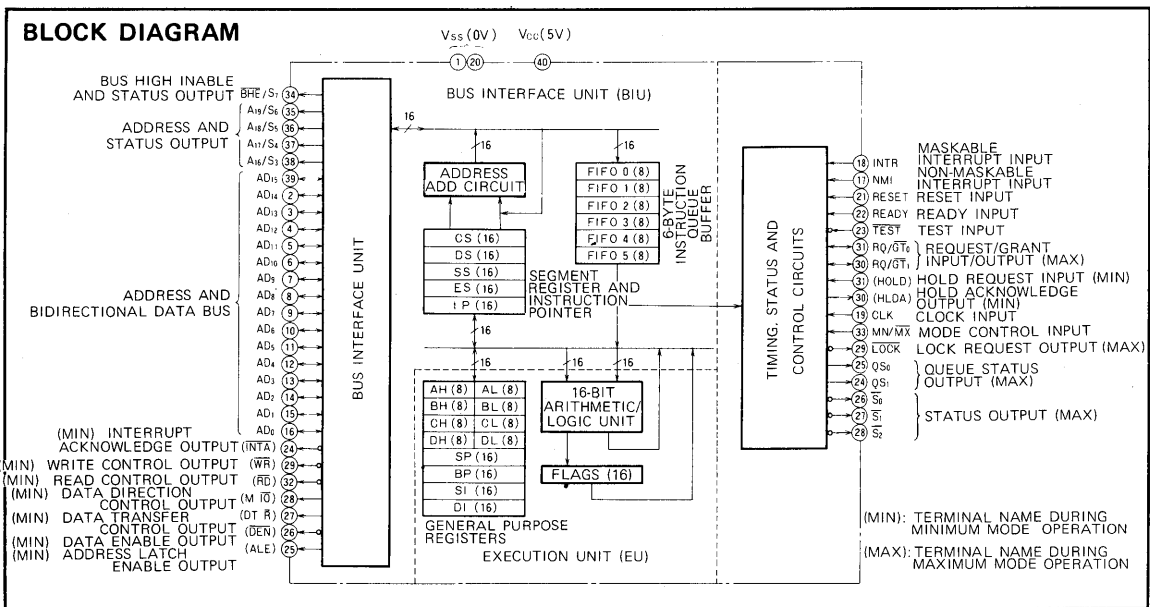 BLOCK DIAGRAM
Vss (0V) Vcc (5V)
1 20 40
BUS HIGH INABLE
AND STATUS OUTPUT BHE/S7 34
ADDRESS AND
STATUS OUTPUT
A19/S6 35
A18/S5 36
A17/S4 37
A16/S3 38
ADDRESS AND
BIDIRECTIONAL DATA BUS
AD15 39
AD14 2
AD13 3
AD12 4
AD11 5
AD10 6
AD9 7
AD8 8
AD7 9
AD6 10
AD5 11
AD4 12
AD3 13
AD2 14
AD1 15
AD0 16
(MIN) INTERRUPT
ACKNOWLEDGE OUTPUT (INTA) 24
(MIN) WRITE CONTROL OUTPUT (WR) 29
(MIN) READ CONTROL OUTPUT (RD) 32
(MIN) DATA DIRECTION
CONTROL OUTPUT (M IO) 28
(MIN) DATA TRANSFER
CONTROL OUTPUT (DT R) 27
(MIN) DATA ENABLE OUTPUT (DEN) 26
(MIN) ADDRESS LATCH
ENABLE OUTPUT (ALE) 25
BUS INTERFACE UNIT
BUS INTERFACE UNIT (BIU)
16
16
16
ADDRESS
ADD CIRCUIT
FIFO 0 (8)
FIFO 1 (8)
FIFO 2 (8)
FIFO 3 (8)
FIFO 4 (8)
FIFO 5 (8)
6-BYTE
INSTRUCTION
QUEUE
BUFFER
CS (16)
DS (16)
SS (16)
ES (16)
IP (16)
SEGMENT
REGISTER AND
INSTRUCTION
POINTER
16
16
16
16
AH (8) AL (8)
BH (8) BL (8)
CH (8) CL (8)
DH (8) DL (8)
SP (16)
BP (16)
SI (16)
DI (16)
GENERAL PURPOSE
REGISTERS
16-BIT
ARITHMETIC/
LOGIC UNIT
FLAGS (16)
EXECUTION UNIT (EU)
TIMING, STATUS AND
CONTROL CIRCUITS
18 INTR MASKABLE
INTERRUPT INPUT
17 NMI NON-MASKABLE
INTERRUPT INPUT
21 RESET RESET INPUT
22 READY READY INPUT
23 TEST TEST INPUT
31 RQ/GT0
30 RQ/GT1
REQUEST/GRANT
INPUT/OUTPUT (MAX)
31 (HOLD) HOLD REQUEST INPUT (MIN)
30 (HLDA) HOLD ACKNOWLEDGE
OUTPUT (MIN)
19 CLK CLOCK INPUT
33 MN/MX MODE CONTROL INPUT
29 LOCK LOCK REQUEST OUTPUT (MAX)
25 QS0
24 QS1
QUEUE STATUS
OUTPUT (MAX)
26 S0
27 S1
28 S2
STATUS OUTPUT (MAX)
(MIN): TERMINAL NAME DURING
MINIMUM MODE OPERATION
(MAX): TERMINAL NAME DURING
MAXIMUM MODE OPERATION